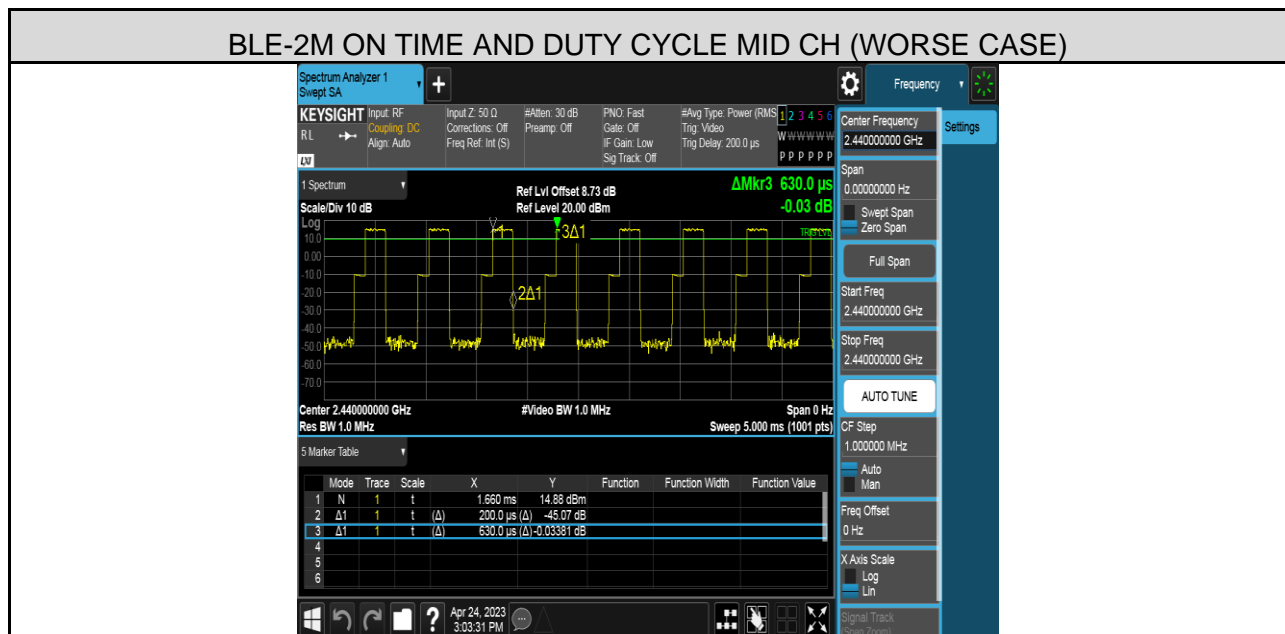 BLE-2M ON TIME AND DUTY CYCLE MID CH (WORSE CASE)
Spectrum Analyzer 1
Swept SA
+
Frequency
Settings
KEYSIGHT Input: RF Input Z: 50 Ω #Atten: 30 dB PNO: Fast #Avg Type: Power (RMS 1 2 3 4 5 6
RL Coupling: DC Corrections: Off Preamp: Off Gate: Off Trig: Video W W W W W W
Align: Auto Freq Ref: Int (S) IF Gain: Low Trig Delay: 200.0 µs
LXI Sig Track: Off P P P P P P
1 Spectrum
Ref Lvl Offset 8.73 dB
ΔMkr3 630.0 µs
Scale/Div 10 dB Ref Level 20.00 dBm -0.03 dB
Log
1
3Δ1
TRIG LVL
10.0
0.00
-10.0
-20.0
2Δ1
-30.0
-40.0
-50.0
-60.0
-70.0
Center 2.440000000 GHz #Video BW 1.0 MHz Span 0 Hz
Res BW 1.0 MHz Sweep 5.000 ms (1001 pts)
5 Marker Table
Mode Trace Scale X Y Function Function Width Function Value
1 N 1 t 1.660 ms 14.88 dBm
2 Δ1 1 t (Δ) 200.0 µs (Δ) -45.07 dB
3 Δ1 1 t (Δ) 630.0 µs (Δ) -0.03381 dB
4
5
6
Center Frequency
2.440000000 GHz
Span
0.00000000 Hz
Swept Span
Zero Span
Full Span
Start Freq
2.440000000 GHz
Stop Freq
2.440000000 GHz
AUTO TUNE
CF Step
1.000000 MHz
Auto
Man
Freq Offset
0 Hz
X Axis Scale
Log
Lin
Signal Track
(Span Zoom)
?
Apr 24, 2023
3:03:31 PM